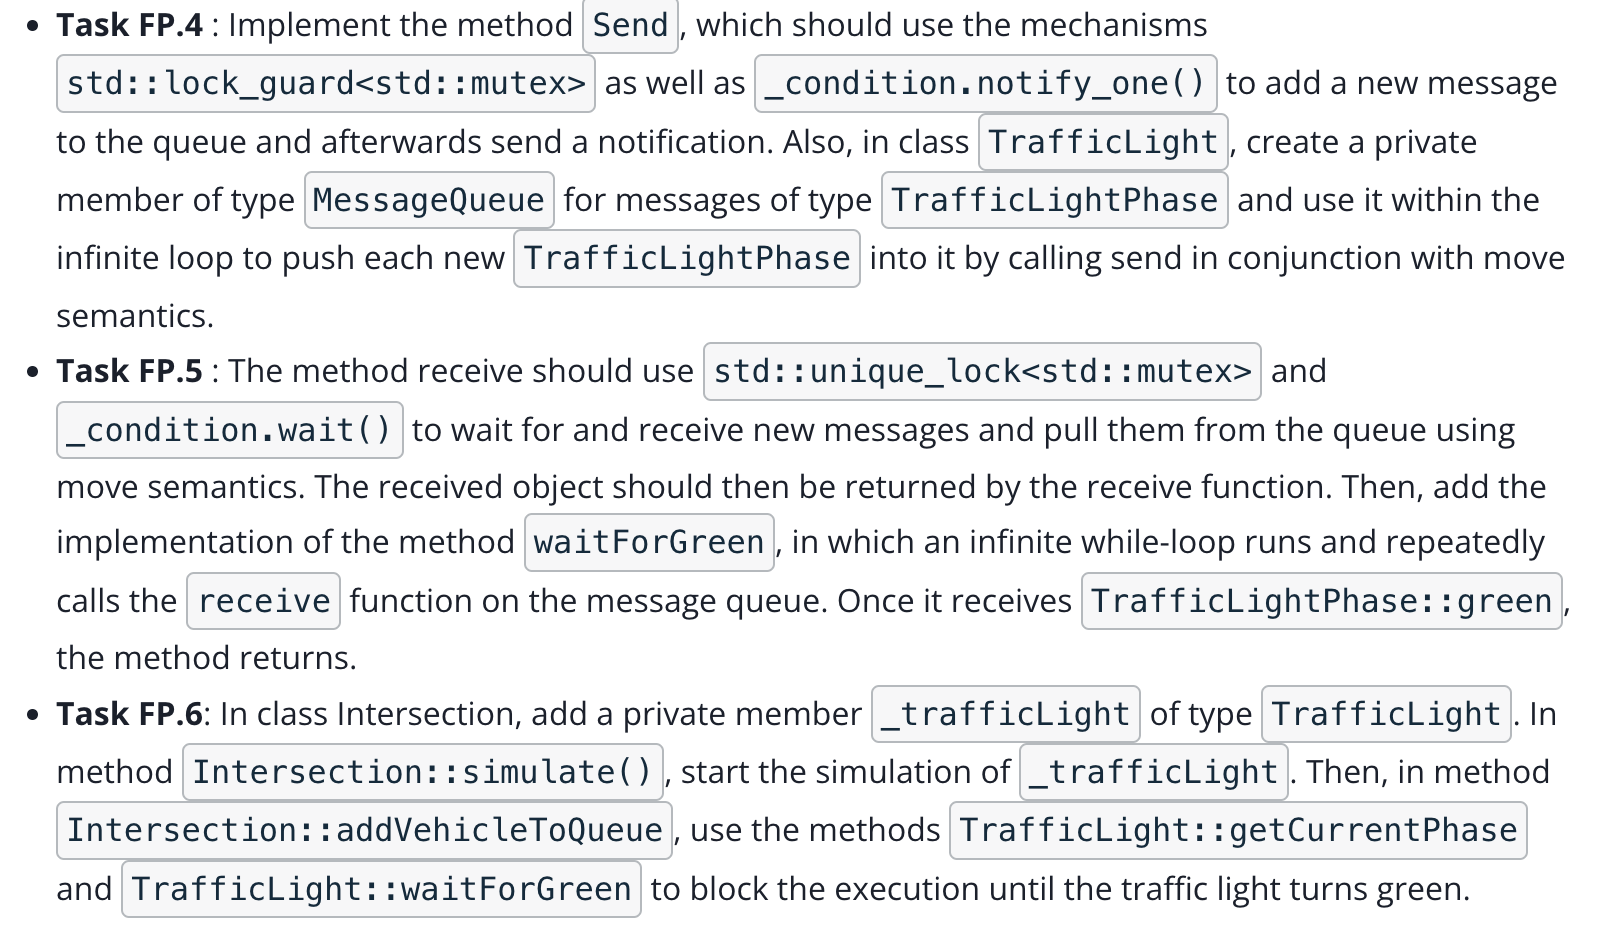 • Task FP.4 : Implement the method Send, which should use the mechanisms
std::lock_guard<std::mutex> as well as _condition.notify_one() to add a new message
to the queue and afterwards send a notification. Also, in class TrafficLight, create a private
member of type MessageQueue for messages of type TrafficLightPhase and use it within the
infinite loop to push each new TrafficLightPhase into it by calling send in conjunction with move
semantics.
• Task FP.5 : The method receive should use std::unique_lock<std::mutex> and
_condition.wait() to wait for and receive new messages and pull them from the queue using
move semantics. The received object should then be returned by the receive function. Then, add the
implementation of the method waitForGreen, in which an infinite while-loop runs and repeatedly
calls the receive function on the message queue. Once it receives TrafficLightPhase::green,
the method returns.
• Task FP.6: In class Intersection, add a private member _trafficLight of type TrafficLight. In
method Intersection::simulate(), start the simulation of _trafficLight. Then, in method
Intersection::addVehicleToQueue, use the methods TrafficLight::getCurrentPhase
and TrafficLight::waitForGreen to block the execution until the traffic light turns green.